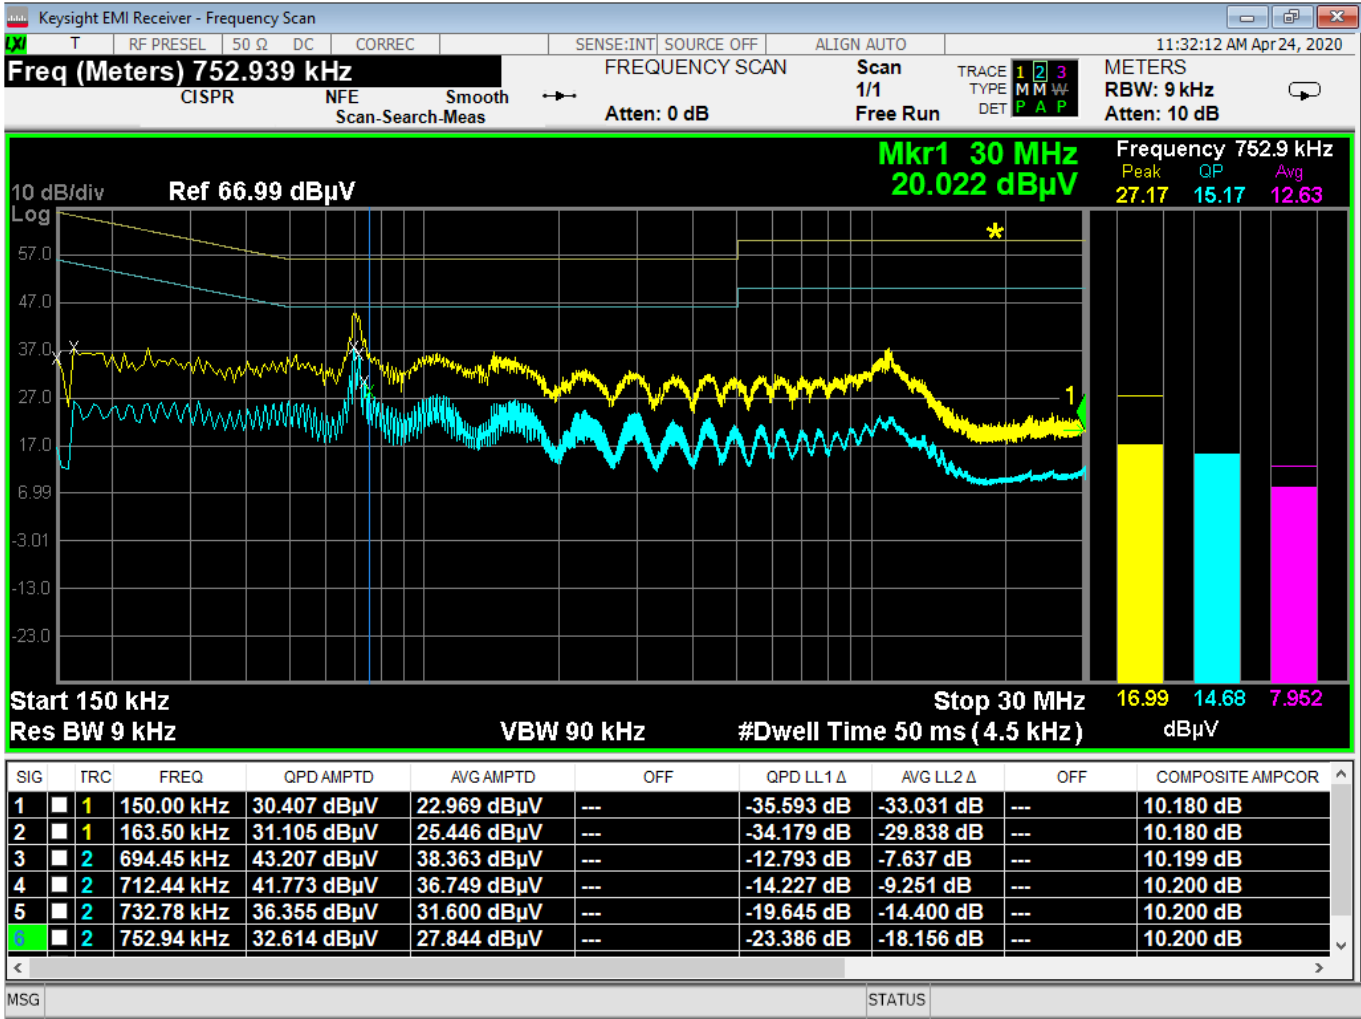 Keysight EMI Receiver - Frequency Scan
LXI T RF PRESEL 50 Ω DC CORREC SENSE:INT SOURCE OFF ALIGN AUTO 11:32:12 AM Apr 24, 2020
Freq (Meters) 752.939 kHz
CISPR NFE Smooth
Scan-Search-Meas
FREQUENCY SCAN
Atten: 0 dB
Scan
1/1
Free Run
TRACE 1 2 3
TYPE M M W
DET P A P
METERS
RBW: 9 kHz
Atten: 10 dB
Mkr1 30 MHz
20.022 dBµV
10 dB/div Ref 66.99 dBµV
Log
57.0
47.0
37.0
27.0
17.0
6.99
-3.01
-13.0
-23.0
*
1
Frequency 752.9 kHz
Peak QP Avg
27.17 15.17 12.63
16.99 14.68 7.952
dBµV
Start 150 kHz Stop 30 MHz
Res BW 9 kHz VBW 90 kHz #Dwell Time 50 ms (4.5 kHz)
SIG TRC FREQ QPD AMPTD AVG AMPTD OFF QPD LL1 Δ AVG LL2 Δ OFF COMPOSITE AMPCOR
1 1 150.00 kHz 30.407 dBµV 22.969 dBµV --- -35.593 dB -33.031 dB --- 10.180 dB
2 1 163.50 kHz 31.105 dBµV 25.446 dBµV --- -34.179 dB -29.838 dB --- 10.180 dB
3 2 694.45 kHz 43.207 dBµV 38.363 dBµV --- -12.793 dB -7.637 dB --- 10.199 dB
4 2 712.44 kHz 41.773 dBµV 36.749 dBµV --- -14.227 dB -9.251 dB --- 10.200 dB
5 2 732.78 kHz 36.355 dBµV 31.600 dBµV --- -19.645 dB -14.400 dB --- 10.200 dB
6 2 752.94 kHz 32.614 dBµV 27.844 dBµV --- -23.386 dB -18.156 dB --- 10.200 dB
MSG STATUS